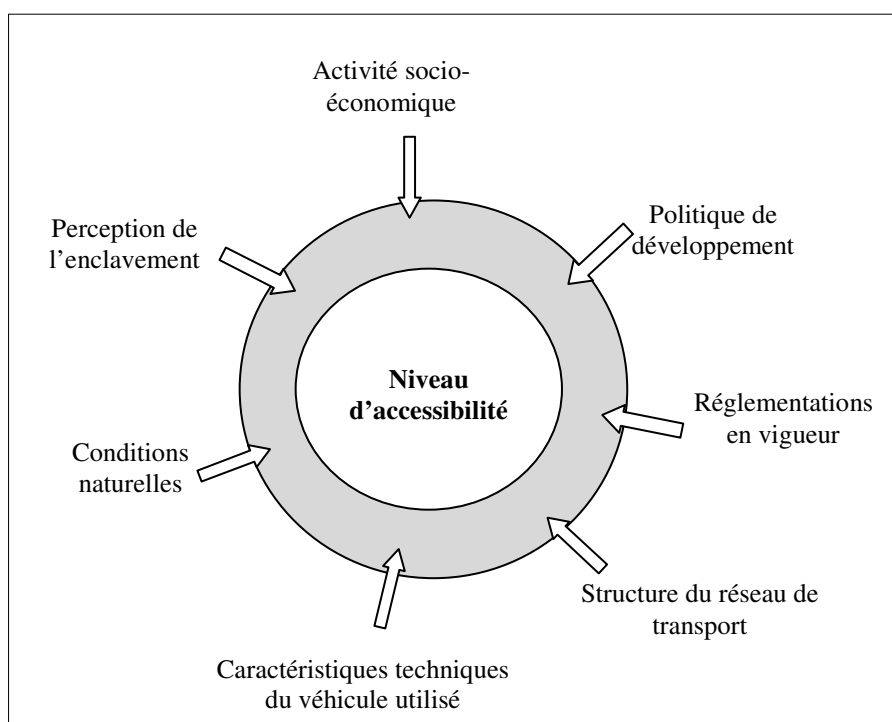 Activité socio-
économique
Politique de
développement
Perception de
l'enclavement
Niveau
d'accessibilité
Réglementations
en vigueur
Conditions
naturelles
Structure du réseau de
transport
Caractéristiques techniques
du véhicule utilisé